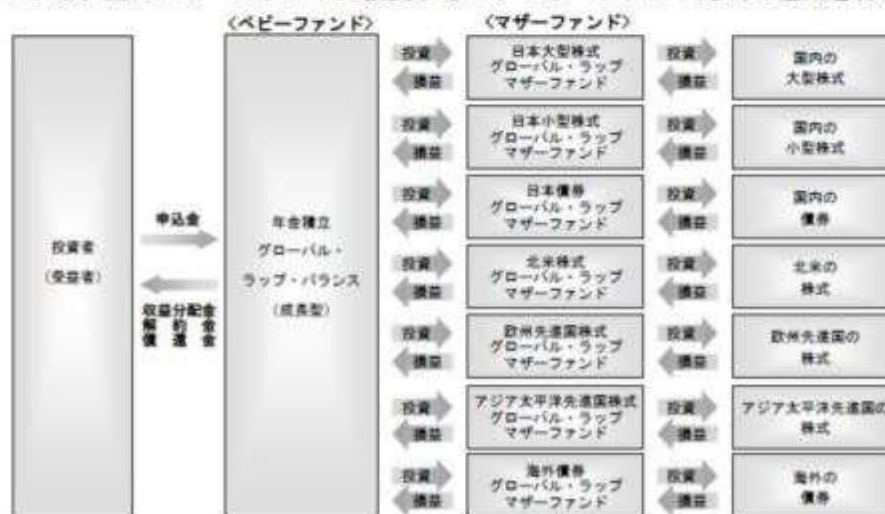 〈ベビーファンド〉
〈マザーファンド〉
投資者
(受益者)
申込金
収益分配金
解約金
償還金
年金積立
グローバル・
ラップ・バランス
(成長型)
投資
損益
日本大型株式
グローバル・ラップ
マザーファンド
投資
損益
国内の
大型株式
投資
損益
日本小型株式
グローバル・ラップ
マザーファンド
投資
損益
国内の
小型株式
投資
損益
日本債券
グローバル・ラップ
マザーファンド
投資
損益
国内の
債券
投資
損益
北米株式
グローバル・ラップ
マザーファンド
投資
損益
北米の
株式
投資
損益
欧州先進国株式
グローバル・ラップ
マザーファンド
投資
損益
欧州先進国の
株式
投資
損益
アジア太平洋先進国株式
グローバル・ラップ
マザーファンド
投資
損益
アジア太平洋先進国の
株式
投資
損益
海外債券
グローバル・ラップ
マザーファンド
投資
損益
海外の
債券